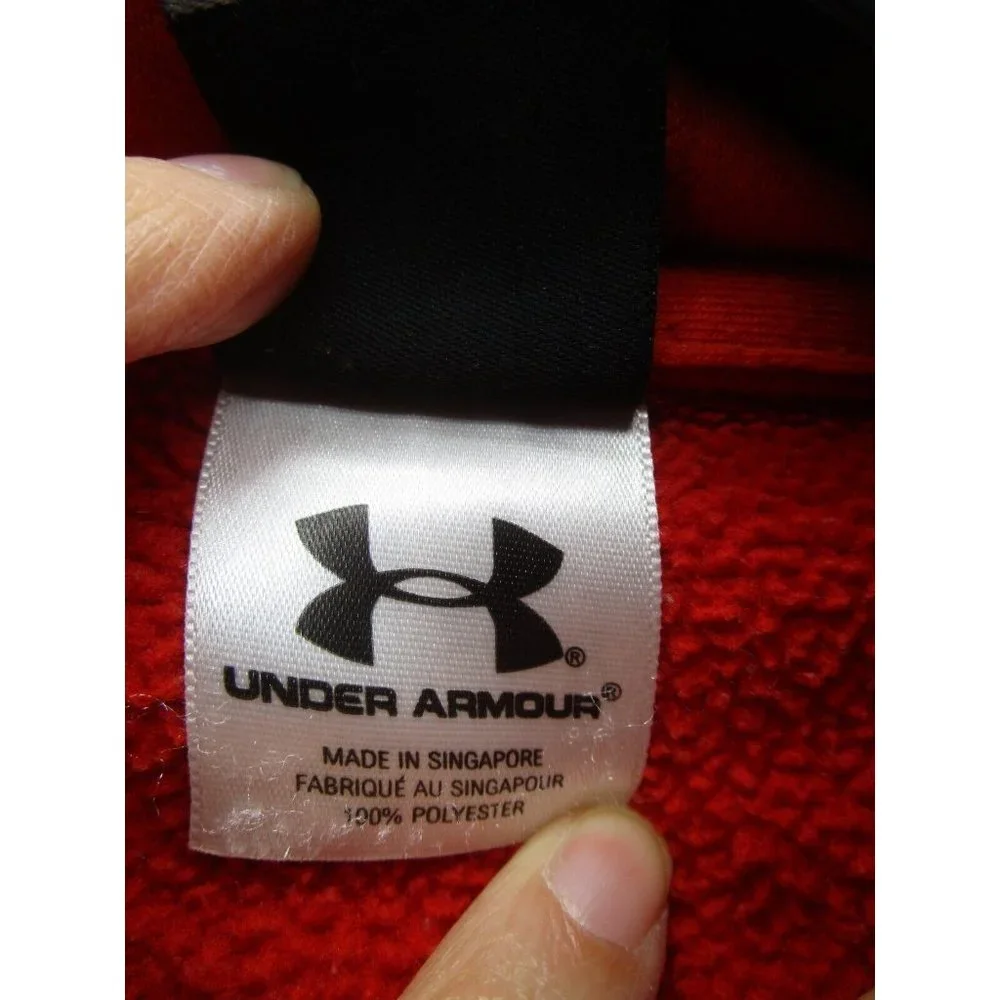 ®
UNDER ARMOUR®
MADE IN SINGAPORE
FABRIQUÉ AU SINGAPOUR
100% POLYESTER